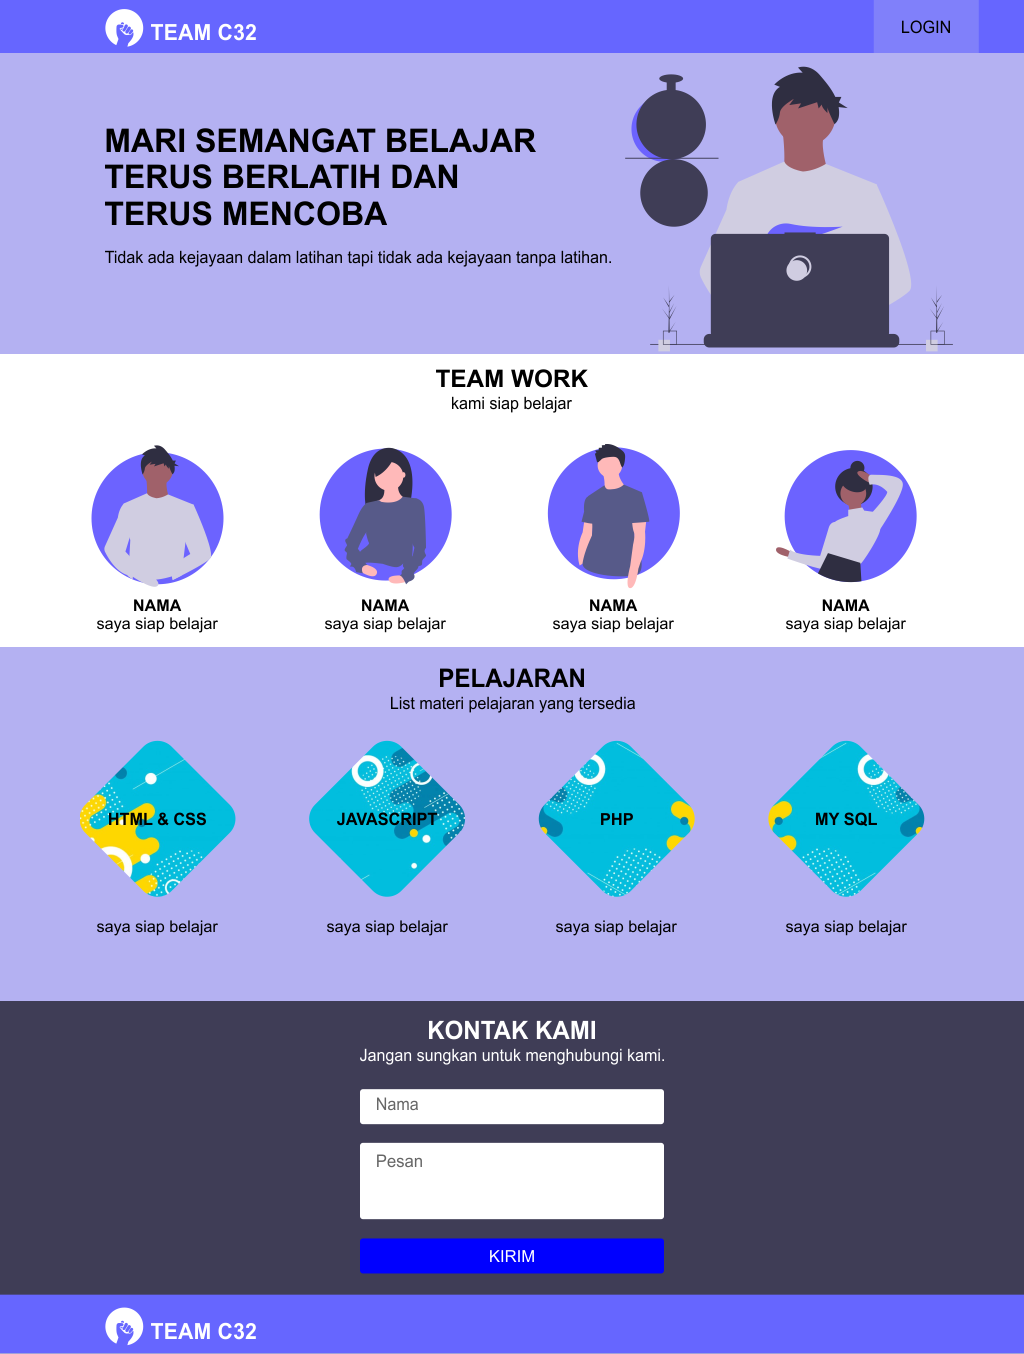 TEAM C32
LOGIN
MARI SEMANGAT BELAJAR
TERUS BERLATIH DAN
TERUS MENCOBA
Tidak ada kejayaan dalam latihan tapi tidak ada kejayaan tanpa latihan.
TEAM WORK
kami siap belajar
NAMA
saya siap belajar
NAMA
saya siap belajar
NAMA
saya siap belajar
NAMA
saya siap belajar
PELAJARAN
List materi pelajaran yang tersedia
HTML & CSS
saya siap belajar
JAVASCRIPT
saya siap belajar
PHP
saya siap belajar
MY SQL
saya siap belajar
KONTAK KAMI
Jangan sungkan untuk menghubungi kami.
Nama
Pesan
KIRIM
TEAM C32